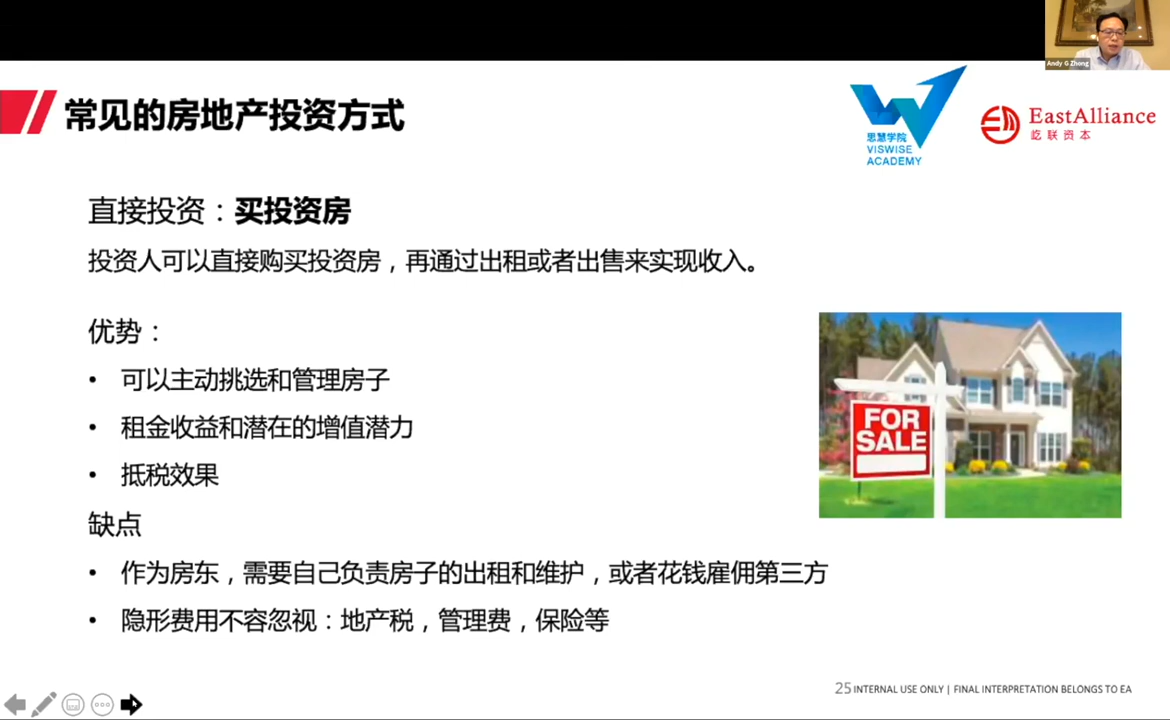 Andy G Zhong
常见的房地产投资方式
思慧学院
VISWISE
ACADEMY
EastAlliance
屹联资本
直接投资：买投资房
投资人可以直接购买投资房，再通过出租或者出售来实现收入。
优势：
• 可以主动挑选和管理房子
• 租金收益和潜在的增值潜力
• 抵税效果
缺点
• 作为房东，需要自己负责房子的出租和维护，或者花钱雇佣第三方
• 隐形费用不容忽视：地产税，管理费，保险等
FOR
SALE
25 INTERNAL USE ONLY | FINAL INTERPRETATION BELONGS TO EA